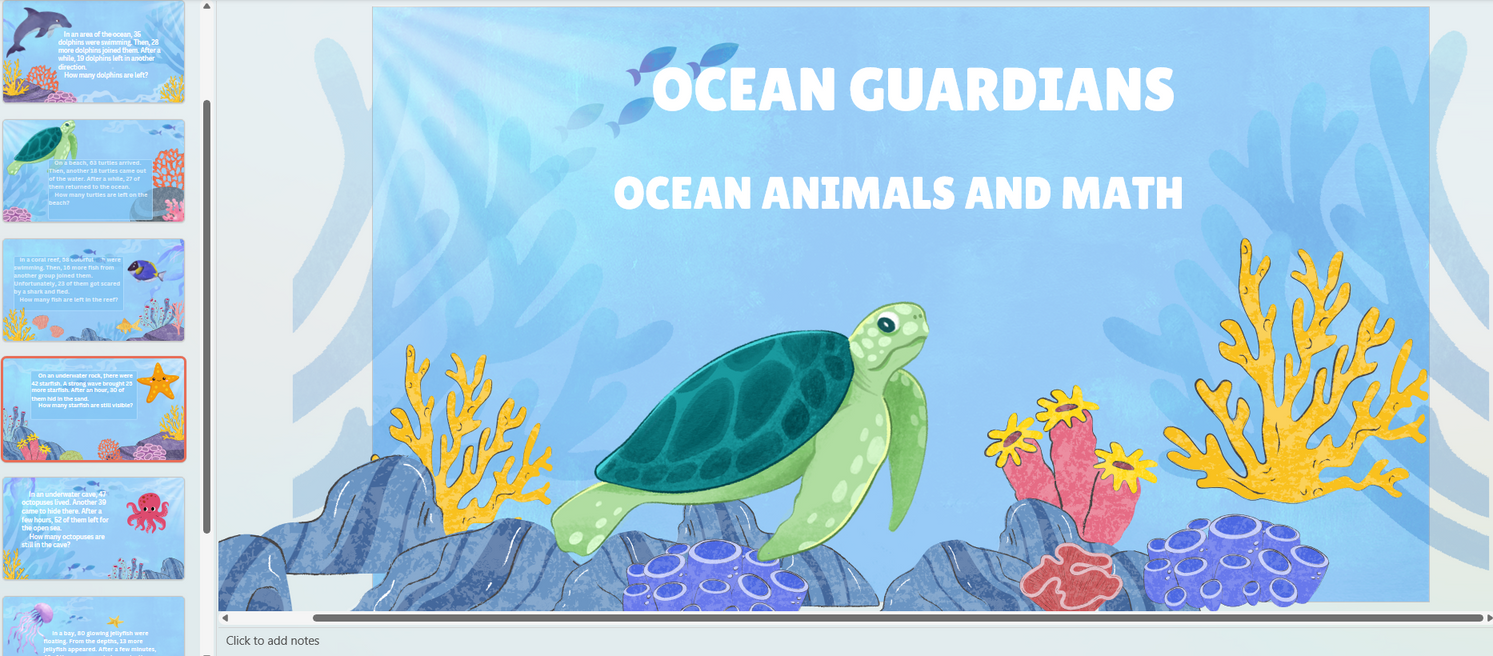 In an area of the ocean, 35
dolphins were swimming. Then, 28
more dolphins joined them. After a
while, 19 dolphins left in another
direction.
How many dolphins are left?
On a beach, 63 turtles arrived.
Then, another 18 turtles came out
of the water. After a while, 27 of
them returned to the ocean.
How many turtles are left on the
beach?
In a coral reef, colorful were
swimming. Then, 18 more fish from
another group joined them.
Unfortunately, 23 of them got scared
by a shark and fled.
How many fish are left in the reef?
On an underwater rock, there were
42 starfish. A strong wave brought 25
more starfish. After an hour, 30 of
them hid in the sand.
How many starfish are still visible?
In an underwater cave, 47
octopuses lived. Another 39
came to hide there. After a
few hours, 52 of them left for
the open sea.
How many octopuses are
still in the cave?
In a bay, 80 glowing jellyfish were
floating. From the depths, 13 more
jellyfish appeared. After a few minutes,
OCEAN GUARDIANS
OCEAN ANIMALS AND MATH
Click to add notes